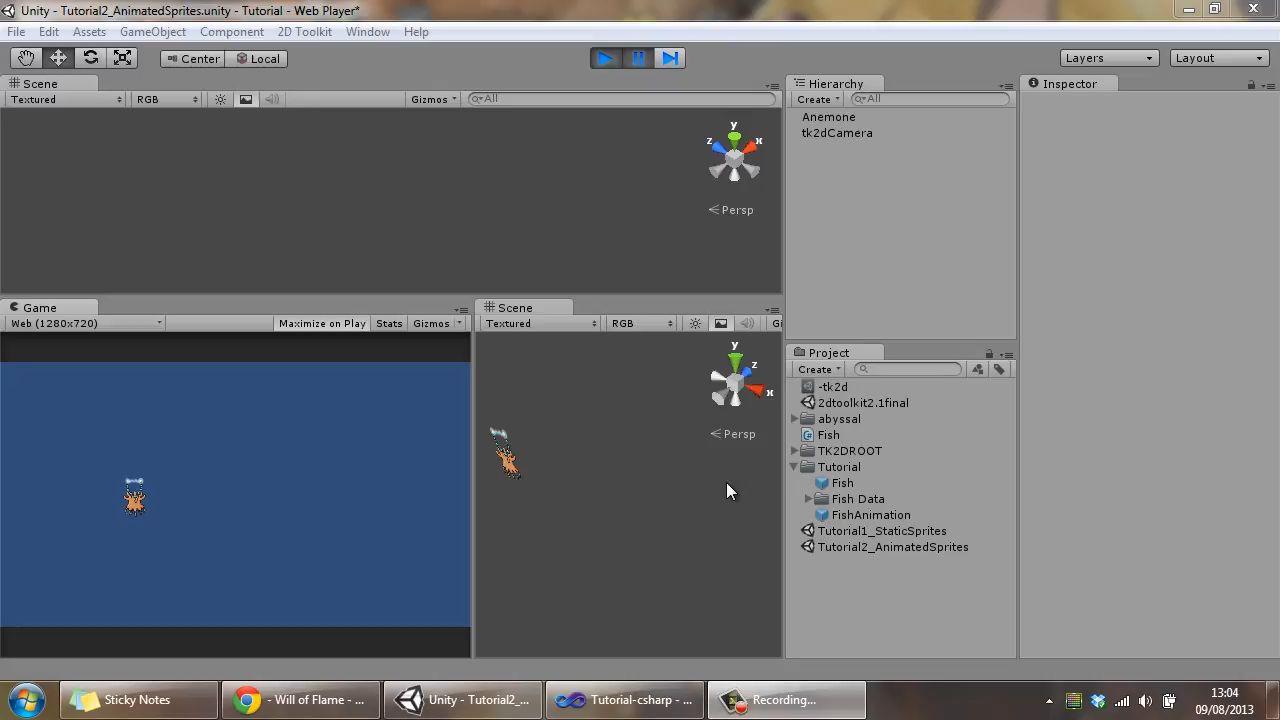 Unity - Tutorial2_AnimatedSprites.unity - Tutorial - Web Player*
File Edit Assets GameObject Component 2D Toolkit Window Help
Center Local Layers Layout
Scene
Textured RGB Gizmos All
y
z x
Persp
Hierarchy
Create All
Anemone
tk2dCamera
Inspector
Game
Web (1280x720) Maximize on Play Stats Gizmos
Scene
Textured RGB Gi
y
z
x
Persp
Project
Create
-tk2d
2dtoolkit2.1final
abyssal
Fish
TK2DROOT
Tutorial
Fish
Fish Data
FishAnimation
Tutorial1_StaticSprites
Tutorial2_AnimatedSprites
Sticky Notes
- Will of Flame - ...
Unity - Tutorial2_...
Tutorial-csharp - ...
Recording...
13:04
09/08/2013